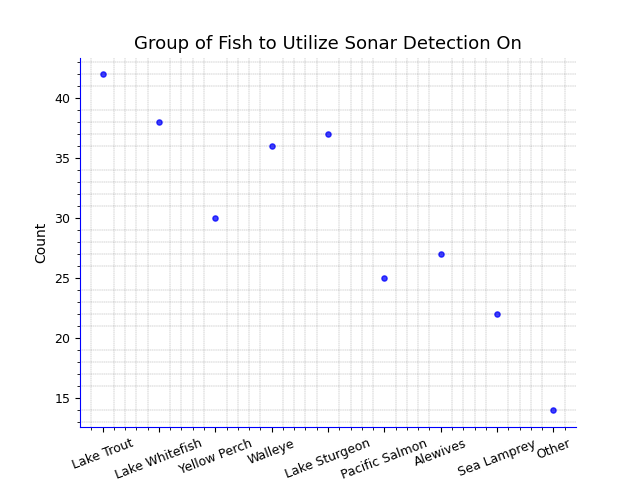 Group of Fish to Utilize Sonar Detection On
Count
40
35
30
25
20
15
Lake Trout
Lake Whitefish
Yellow Perch
Walleye
Lake Sturgeon
Pacific Salmon
Alewives
Sea Lamprey
Other